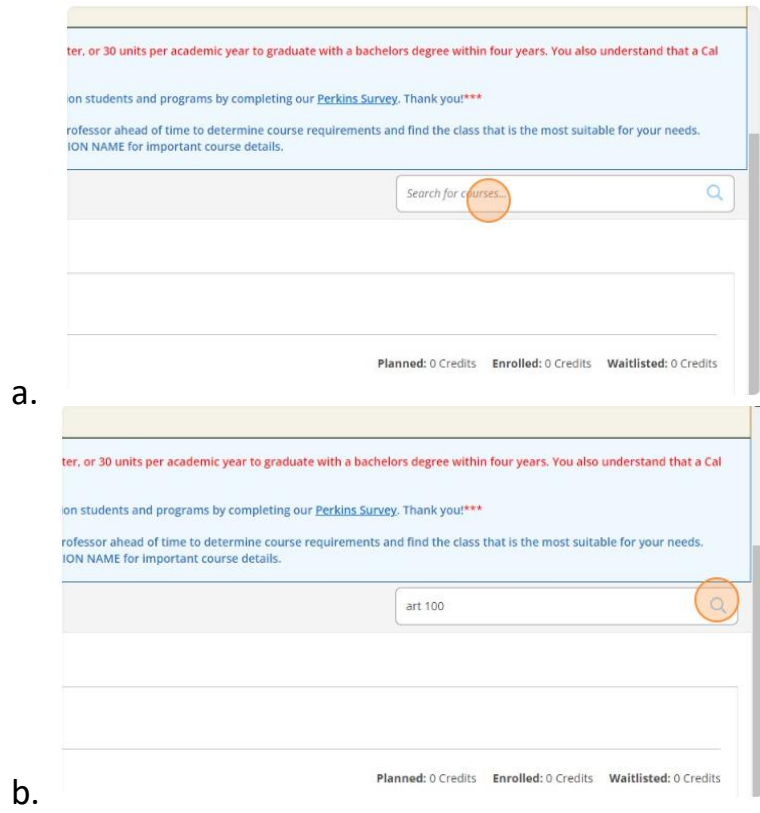 ter, or 30 units per academic year to graduate with a bachelors degree within four years. You also understand that a Cal
on students and programs by completing our Perkins Survey. Thank you!***
rofessor ahead of time to determine course requirements and find the class that is the most suitable for your needs.
ION NAME for important course details.
Search for courses...
Planned: 0 Credits Enrolled: 0 Credits Waitlisted: 0 Credits
a.
ter, or 30 units per academic year to graduate with a bachelors degree within four years. You also understand that a Cal
on students and programs by completing our Perkins Survey. Thank you!***
rofessor ahead of time to determine course requirements and find the class that is the most suitable for your needs.
ION NAME for important course details.
art 100
Planned: 0 Credits Enrolled: 0 Credits Waitlisted: 0 Credits
b.